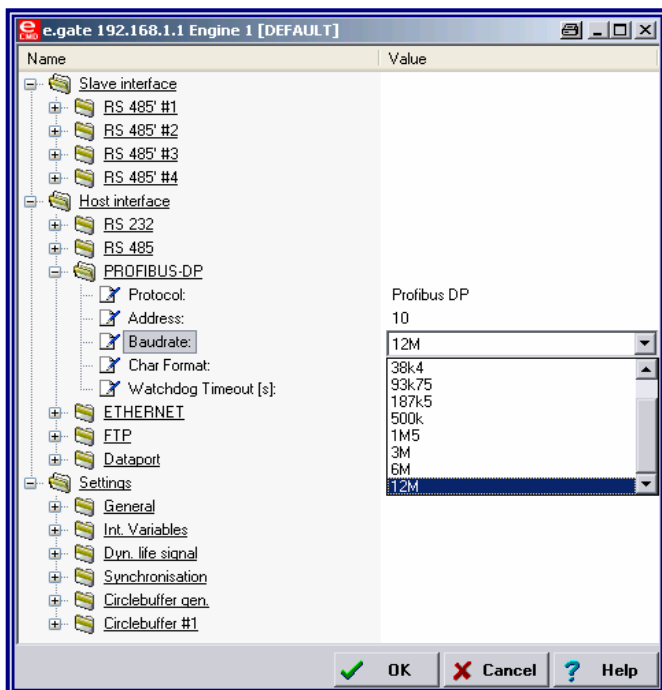 e.gate 192.168.1.1 Engine 1 [DEFAULT]
Name Value
Slave interface
RS 485' #1
RS 485' #2
RS 485' #3
RS 485' #4
Host interface
RS 232
RS 485
PROFIBUS-DP
Protocol: Profibus DP
Address: 10
Baudrate: 12M
Char Format: 38k4
93k75
Watchdog Timeout [s]: 187k5
ETHERNET 500k
FTP 1M5
3M
Dataport 6M
Settings 12M
General
Int. Variables
Dyn. life signal
Synchronisation
Circlebuffer gen.
Circlebuffer #1
OK Cancel ? Help